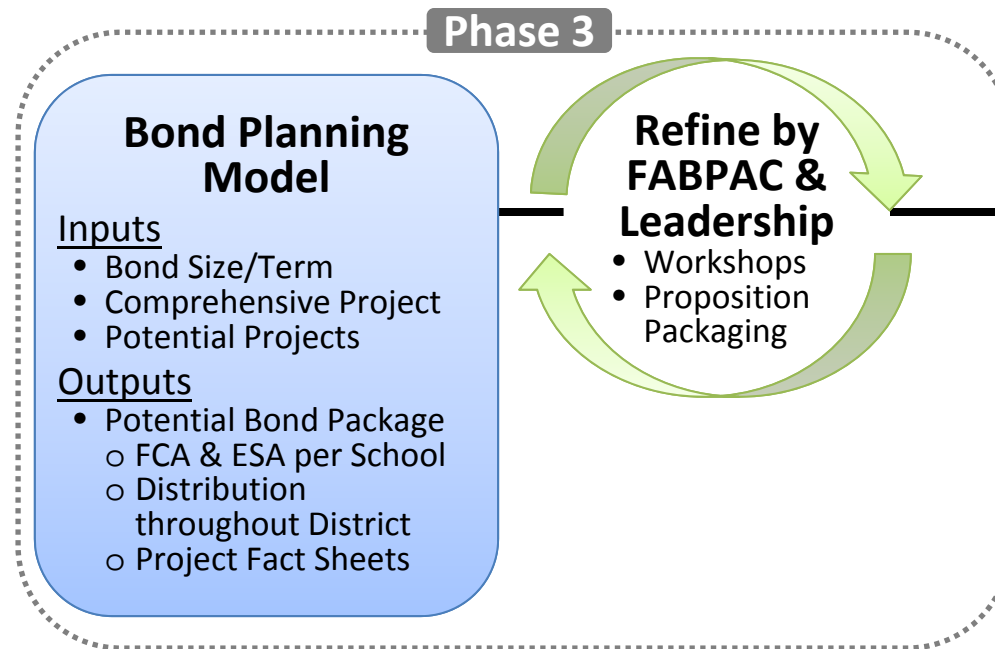 Phase 3
Bond Planning
Model
Inputs
• Bond Size/Term
• Comprehensive Project
• Potential Projects
Outputs
• Potential Bond Package
o FCA & ESA per School
o Distribution
throughout District
o Project Fact Sheets
Refine by
FABPAC &
Leadership
• Workshops
• Proposition
Packaging